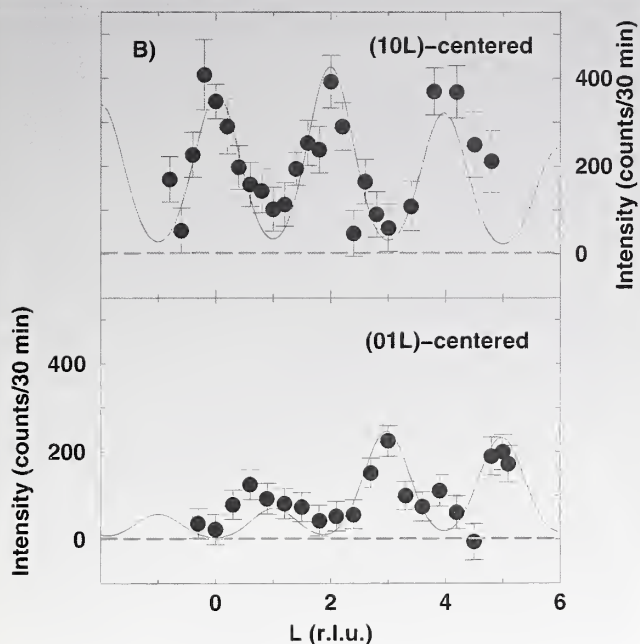 B)
(10L)-centered
400
200
0
Intensity (counts/30 min)
(01L)-centered
400
200
0
Intensity (counts/30 min)
0
2
4
6
L (r.l.u.)